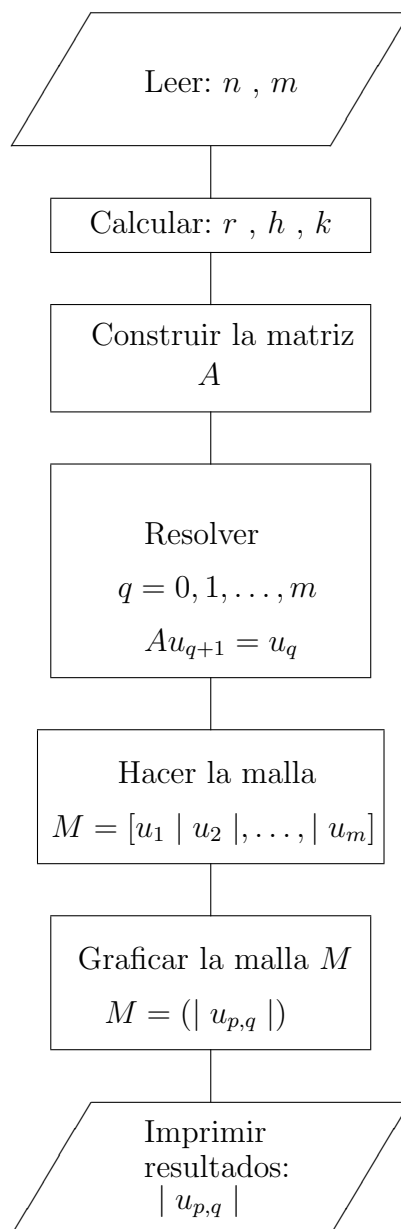 Leer: n , m
Calcular: r , h , k
Construir la matriz
A
Resolver
q = 0, 1, . . . , m
Au_{q+1} = u_q
Hacer la malla
M = [u_1 | u_2 |, . . . , | u_m]
Graficar la malla M
M = (| u_{p,q} |)
Imprimir
resultados:
| u_{p,q} |